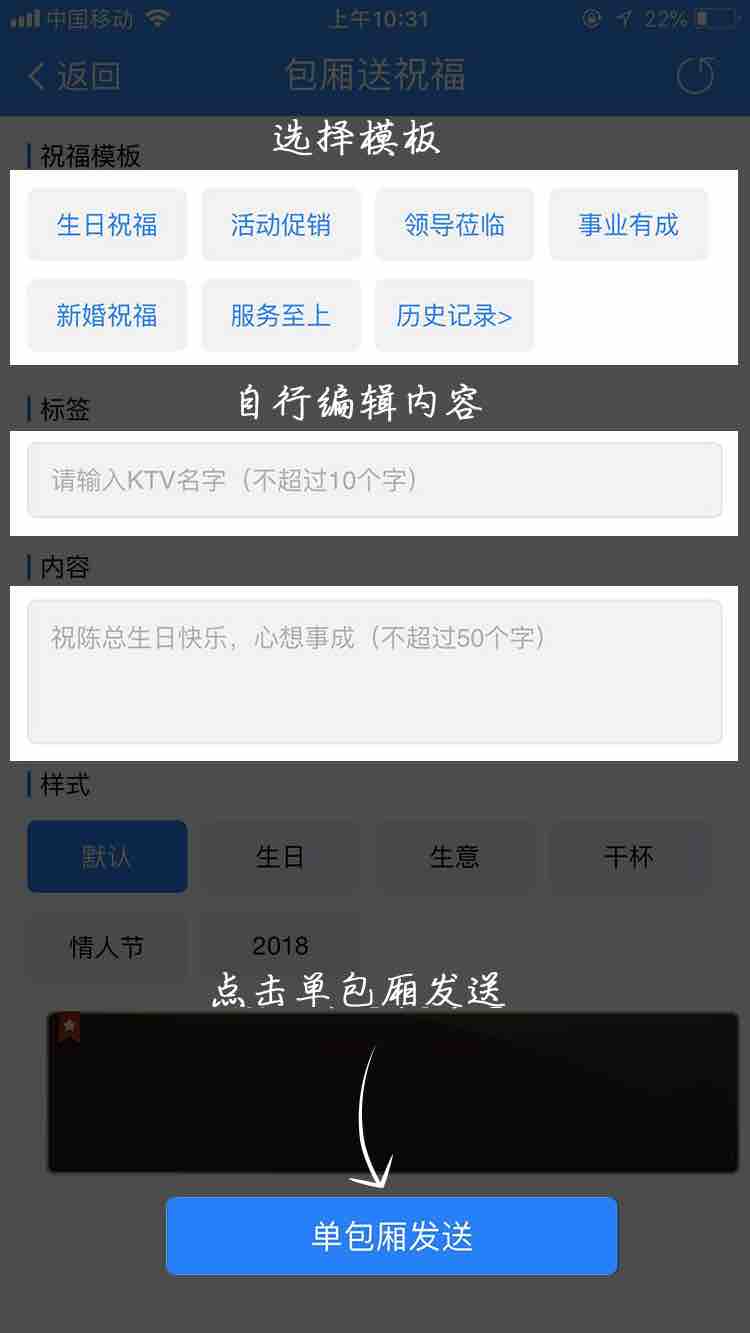 中国移动 上午10:31 22%
返回 包厢送祝福
选择模板
祝福模板
生日祝福 活动促销 领导莅临 事业有成
新婚祝福 服务至上 历史记录>
自行编辑内容
标签
请输入KTV名字（不超过10个字）
内容
祝陈总生日快乐，心想事成（不超过50个字）
样式
默认 生日 生意 干杯
情人节 2018
点击单包厢发送
单包厢发送